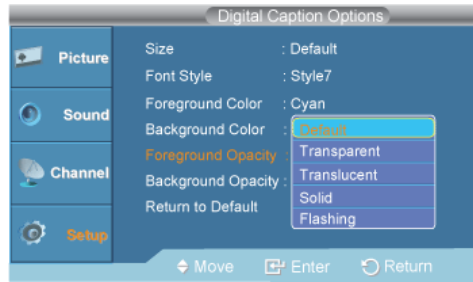 Digital Caption Options
Picture
Sound
Channel
Setup
Size : Default
Font Style : Style7
Foreground Color : Cyan
Background Color :
Foreground Opacity :
Background Opacity :
Return to Default
Default
Transparent
Translucent
Solid
Flashing
Move Enter Return